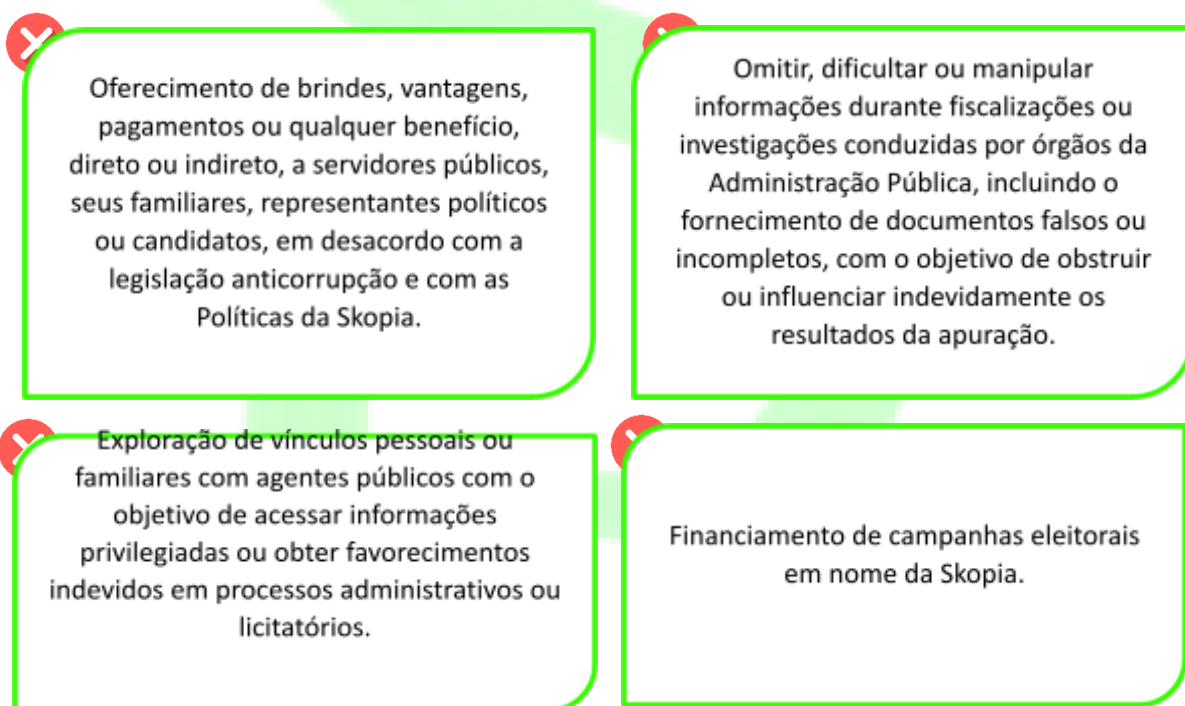 Oferecimento de brindes, vantagens,
pagamentos ou qualquer benefício,
direto ou indireto, a servidores públicos,
seus familiares, representantes políticos
ou candidatos, em desacordo com a
legislação anticorrupção e com as
Políticas da Skopia.
Omitir, dificultar ou manipular
informações durante fiscalizações ou
investigações conduzidas por órgãos da
Administração Pública, incluindo o
fornecimento de documentos falsos ou
incompletos, com o objetivo de obstruir
ou influenciar indevidamente os
resultados da apuração.
Exploração de vínculos pessoais ou
familiares com agentes públicos com o
objetivo de acessar informações
privilegiadas ou obter favorecimentos
indevidos em processos administrativos ou
licitatórios.
Financiamento de campanhas eleitorais
em nome da Skopia.